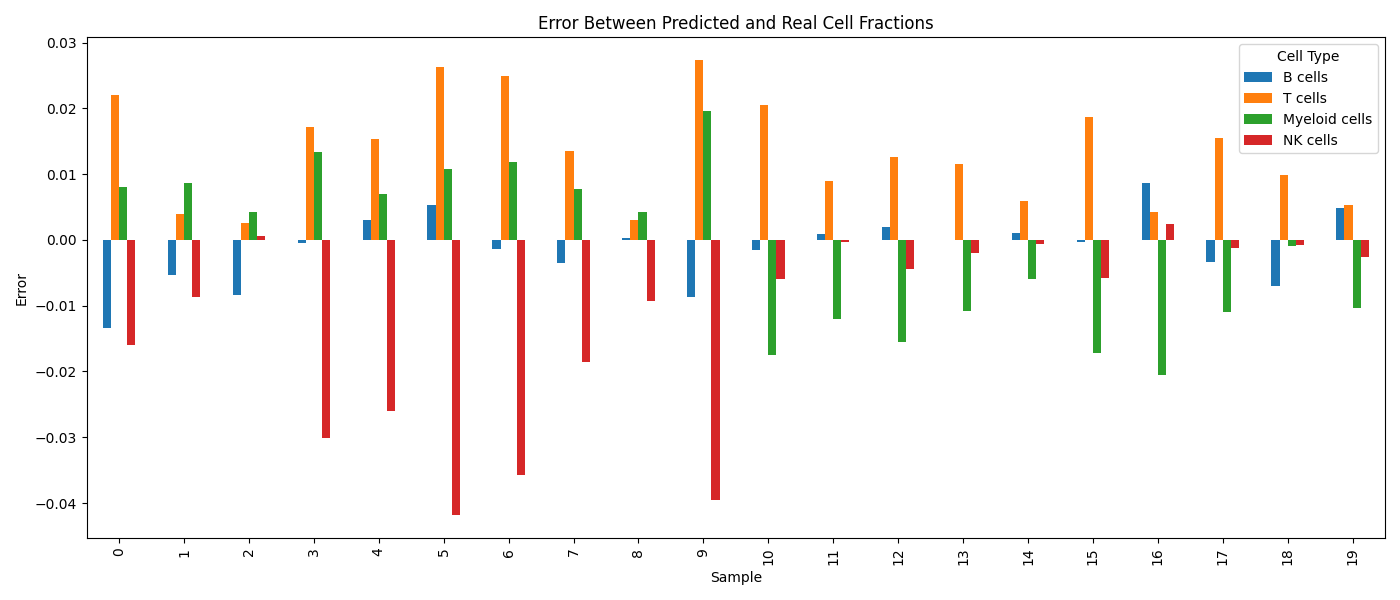 Error Between Predicted and Real Cell Fractions
Cell Type
B cells
T cells
Myeloid cells
NK cells
Error
0.03
0.02
0.01
0.00
−0.01
−0.02
−0.03
−0.04
0 1 2 3 4 5 6 7 8 9 10 11 12 13 14 15 16 17 18 19
Sample